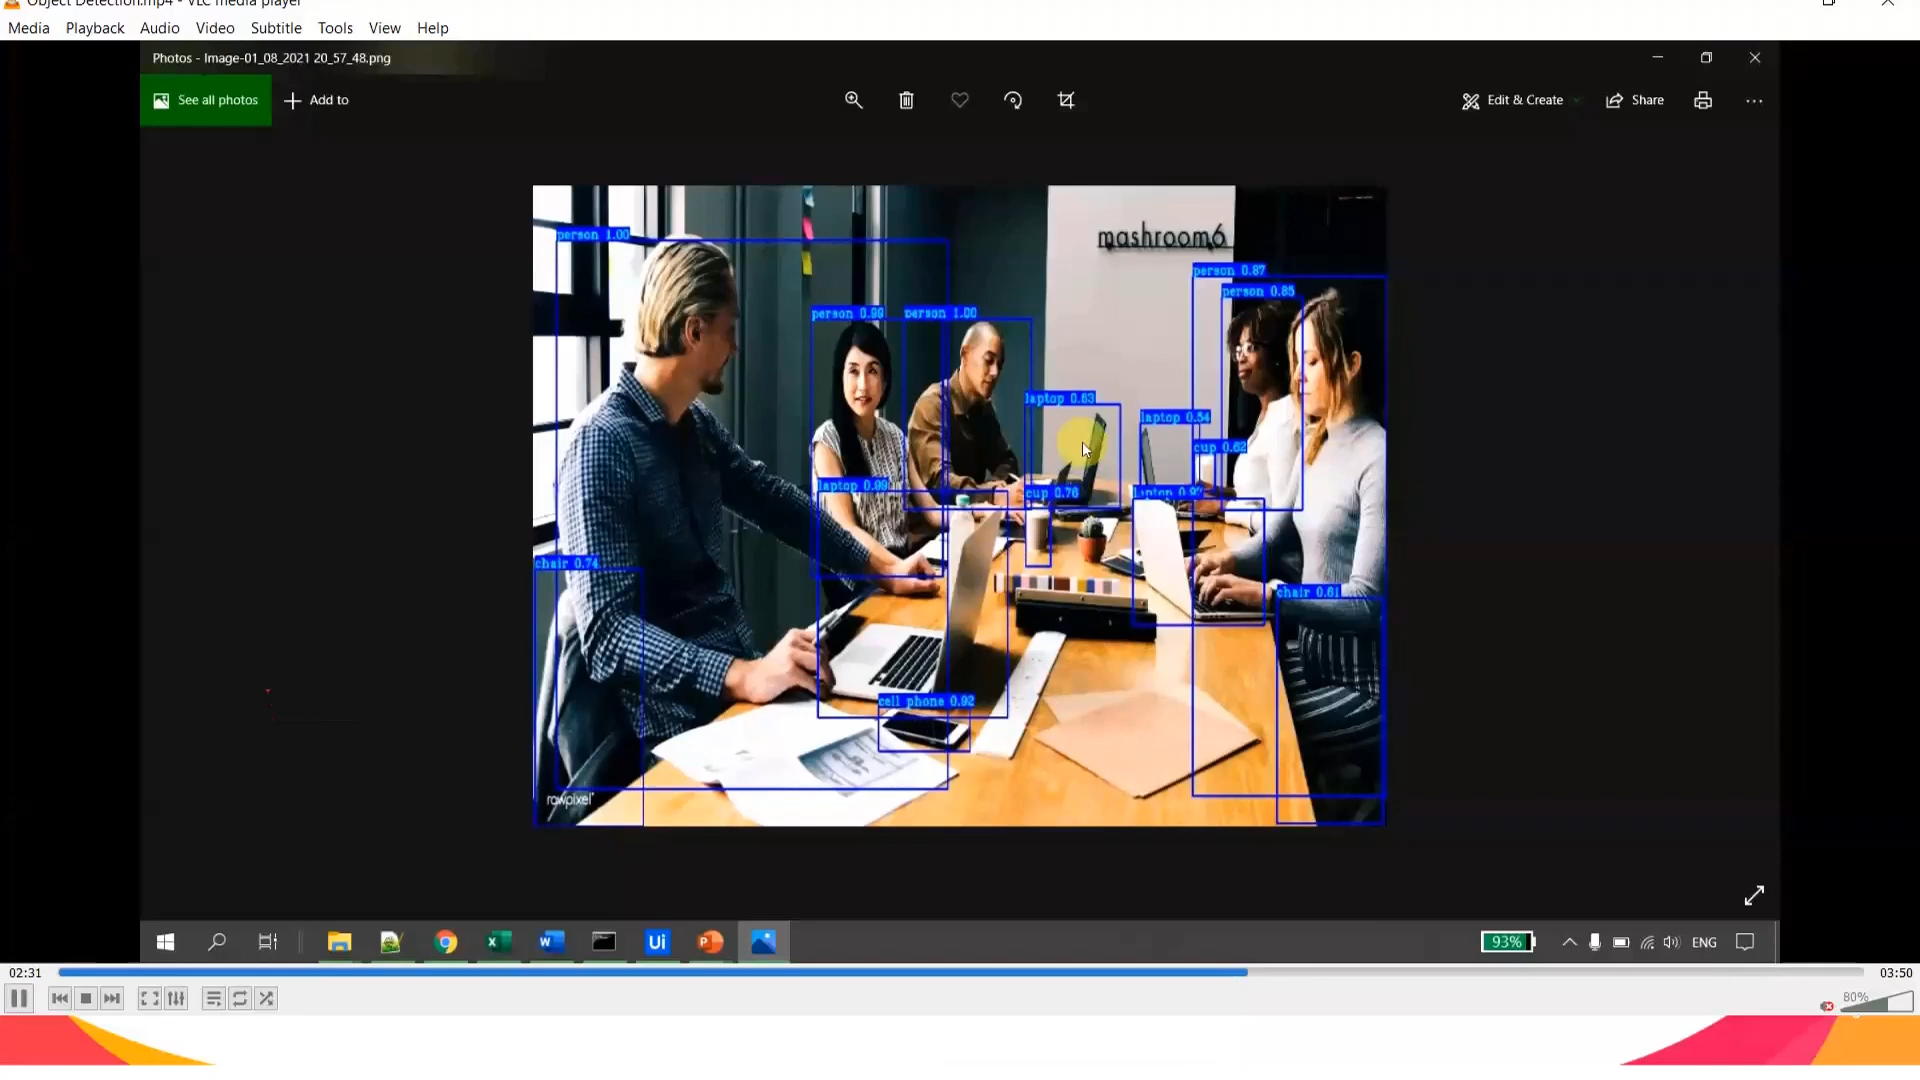 Object Detection.mp4 - VLC media player
Media Playback Audio Video Subtitle Tools View Help
Photos - Image-01_08_2021 20_57_48.png
See all photos
Add to
Edit & Create
Share
mashroom6
person 1.00
person 0.87
person 0.85
person 0.99
person 1.00
laptop 0.63
laptop 0.54
cup 0.62
laptop 0.99
cup 0.76
chair 0.74
chair 0.61
cell phone 0.92
rawpixel
Ui
93%
ENG
02:31
03:50
80%